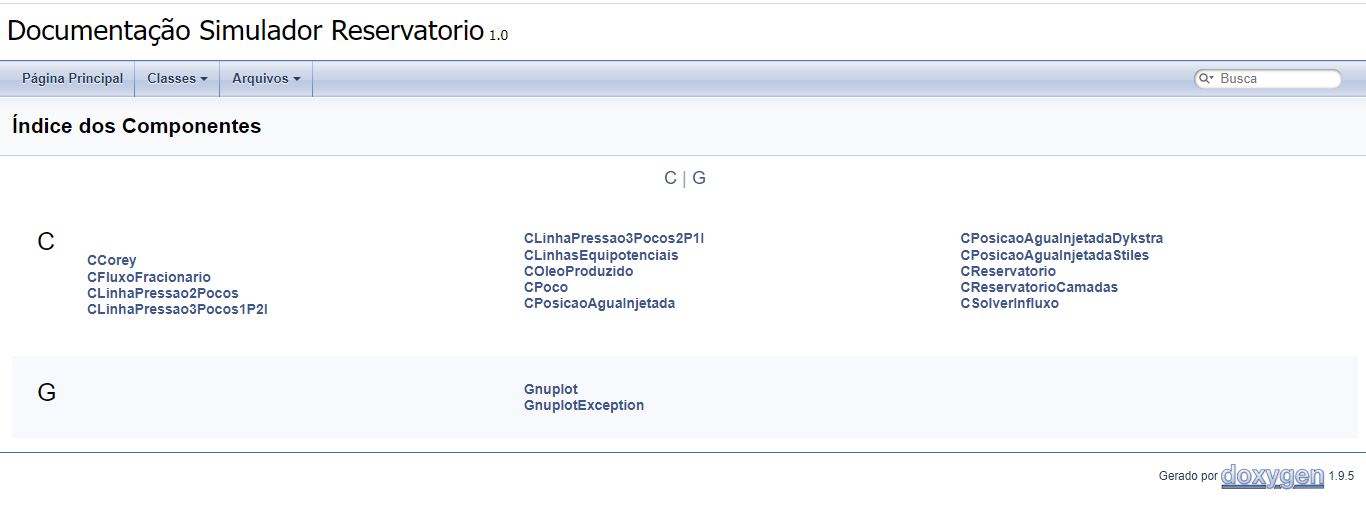 Documentação Simulador Reservatorio 1.0
Página Principal Classes Arquivos Busca
Índice dos Componentes
C | G
C
CCorey
CFluxoFracionario
CLinhaPressao2Pocos
CLinhaPressao3Pocos1P2I
CLinhaPressao3Pocos2P1I
CLinhasEquipotenciais
COleoProduzido
CPoco
CPosicaoAguaInjetada
CPosicaoAguaInjetadaDykstra
CPosicaoAguaInjetadaStiles
CReservatorio
CReservatorioCamadas
CSolverInfluxo
G
Gnuplot
GnuplotException
Gerado por doxygen 1.9.5